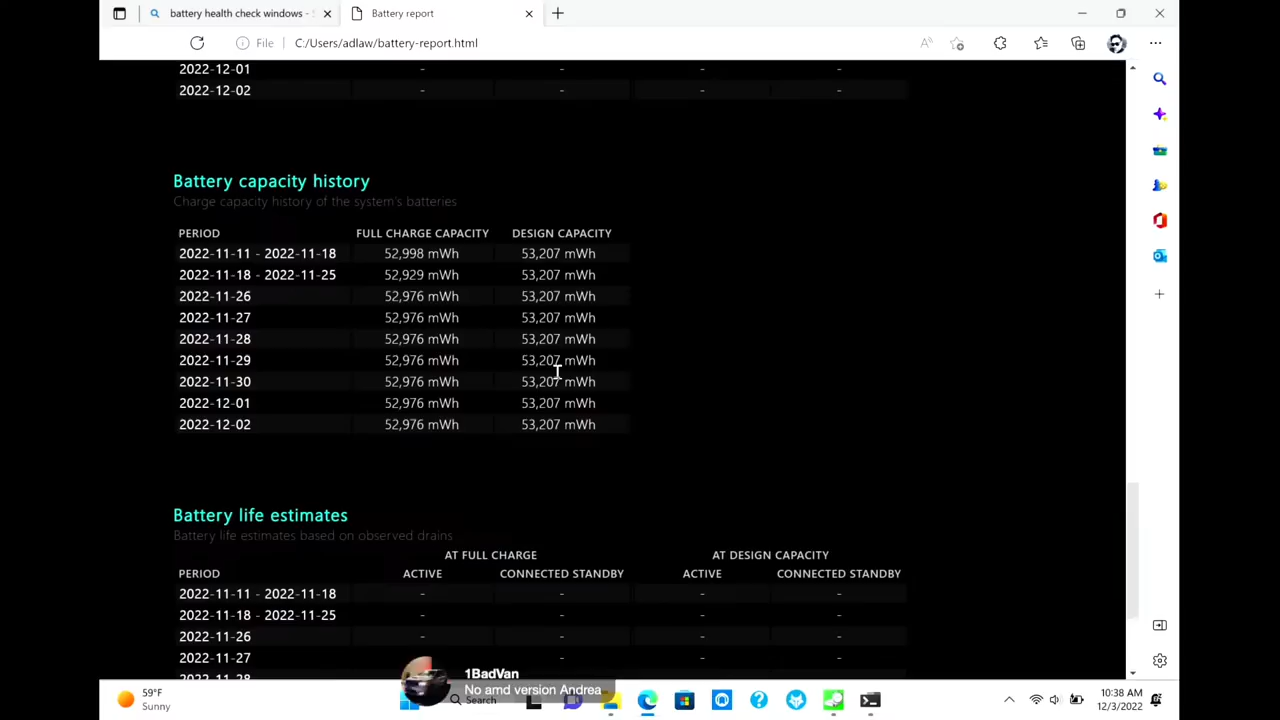 battery health check windows - S
Battery report
File
C:/Users/adlaw/battery-report.html
2022-12-01 - - - -
2022-12-02 - - - -
Battery capacity history
Charge capacity history of the system's batteries
PERIOD FULL CHARGE CAPACITY DESIGN CAPACITY
2022-11-11 - 2022-11-18 52,998 mWh 53,207 mWh
2022-11-18 - 2022-11-25 52,929 mWh 53,207 mWh
2022-11-26 52,976 mWh 53,207 mWh
2022-11-27 52,976 mWh 53,207 mWh
2022-11-28 52,976 mWh 53,207 mWh
2022-11-29 52,976 mWh 53,207 mWh
2022-11-30 52,976 mWh 53,207 mWh
2022-12-01 52,976 mWh 53,207 mWh
2022-12-02 52,976 mWh 53,207 mWh
Battery life estimates
Battery life estimates based on observed drains
AT FULL CHARGE AT DESIGN CAPACITY
PERIOD ACTIVE CONNECTED STANDBY ACTIVE CONNECTED STANDBY
2022-11-11 - 2022-11-18 - - - -
2022-11-18 - 2022-11-25 - - - -
2022-11-26 - - - -
2022-11-27 - - - -
2022-11-28
1BadVan
No amd version Andrea
59°F
Sunny
Search
10:38 AM
12/3/2022